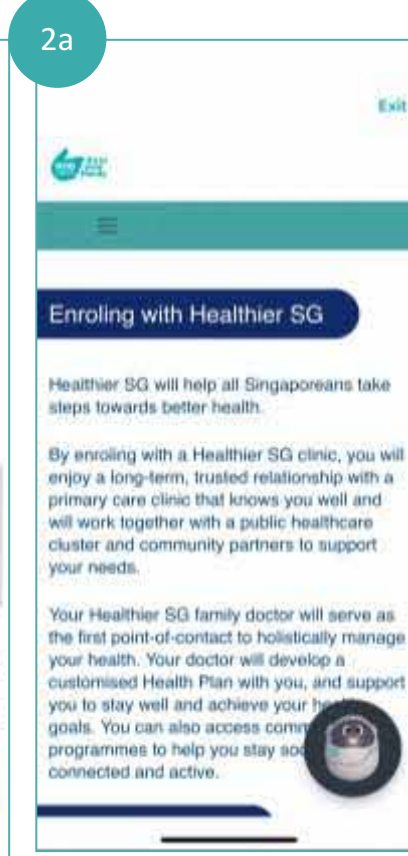 2a
Exit
Enroling with Healthier SG
Healthier SG will help all Singaporeans take
steps towards better health.
By enroling with a Healthier SG clinic, you will
enjoy a long-term, trusted relationship with a
primary care clinic that knows you well and
will work together with a public healthcare
cluster and community partners to support
your needs.
Your Healthier SG family doctor will serve as
the first point-of-contact to holistically manage
your health. Your doctor will develop a
customised Health Plan with you, and support
you to stay well and achieve your
goals. You can also access
programmes to help you stay
connected and active.